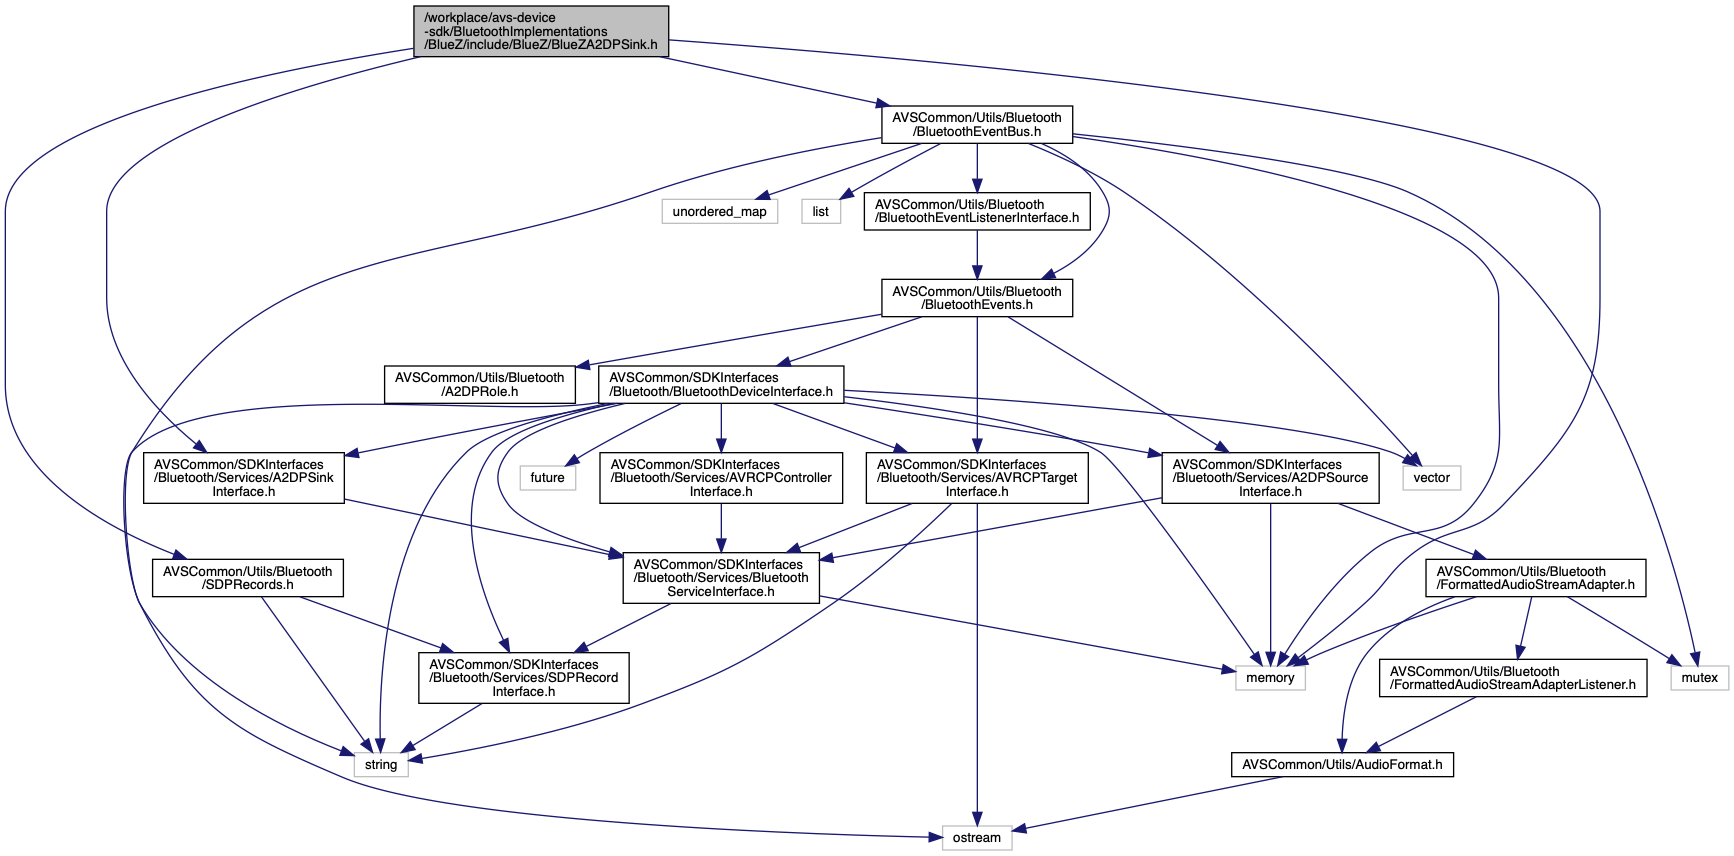 /workplace/avs-device
-sdk/BluetoothImplementations
/BlueZ/include/BlueZ/BlueZA2DPSink.h
AVSCommon/Utils/Bluetooth
/BluetoothEventBus.h
unordered_map
list
AVSCommon/Utils/Bluetooth
/BluetoothEventListenerInterface.h
AVSCommon/Utils/Bluetooth
/BluetoothEvents.h
AVSCommon/Utils/Bluetooth
/A2DPRole.h
AVSCommon/SDKInterfaces
/Bluetooth/BluetoothDeviceInterface.h
AVSCommon/SDKInterfaces
/Bluetooth/Services/A2DPSink
Interface.h
future
AVSCommon/SDKInterfaces
/Bluetooth/Services/AVRCPController
Interface.h
AVSCommon/SDKInterfaces
/Bluetooth/Services/AVRCPTarget
Interface.h
AVSCommon/SDKInterfaces
/Bluetooth/Services/A2DPSource
Interface.h
vector
AVSCommon/Utils/Bluetooth
/SDPRecords.h
AVSCommon/SDKInterfaces
/Bluetooth/Services/Bluetooth
ServiceInterface.h
AVSCommon/Utils/Bluetooth
/FormattedAudioStreamAdapter.h
AVSCommon/SDKInterfaces
/Bluetooth/Services/SDPRecord
Interface.h
memory
AVSCommon/Utils/Bluetooth
/FormattedAudioStreamAdapterListener.h
mutex
string
AVSCommon/Utils/AudioFormat.h
ostream